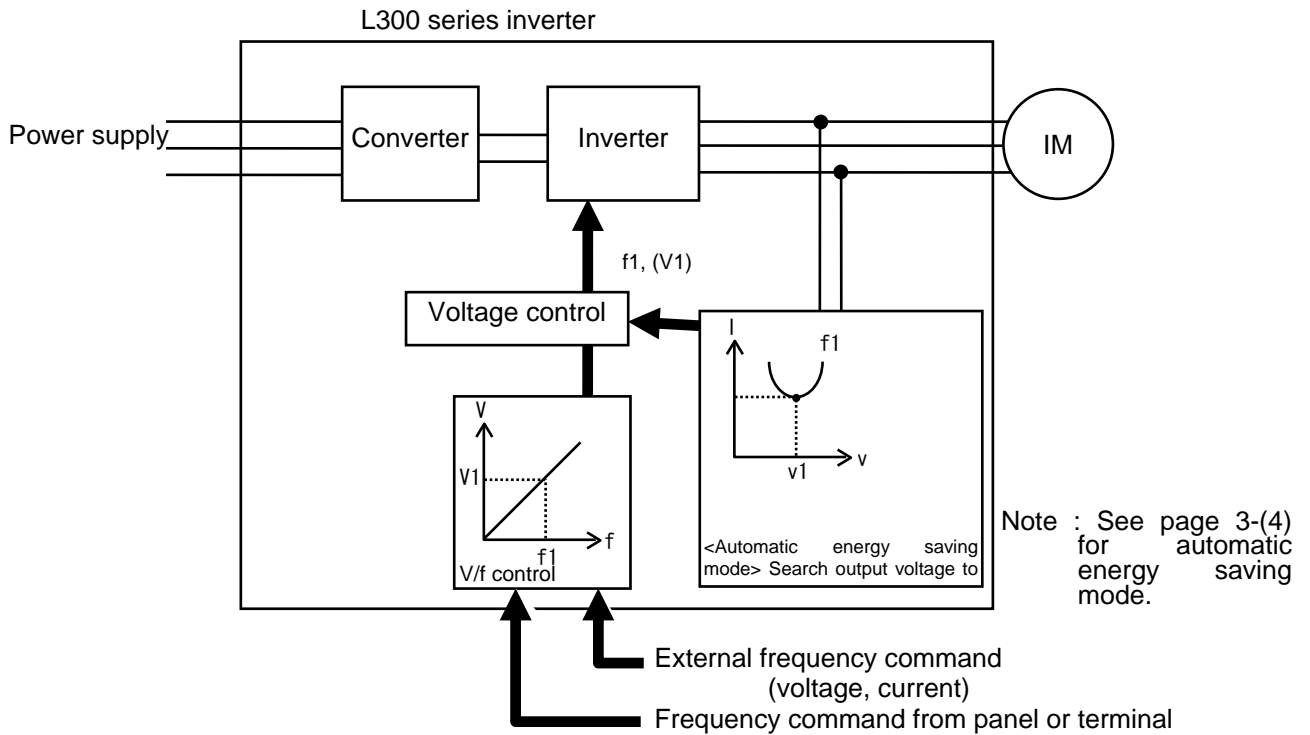 L300 series inverter
Power supply
Converter
Inverter
IM
f1, (V1)
Voltage control
I
f1
v1
v
<Automatic energy saving
mode> Search output voltage to
V
V1
f1
f
V/f control
Note : See page 3-(4)
for automatic
energy saving
mode.
External frequency command
(voltage, current)
Frequency command from panel or terminal